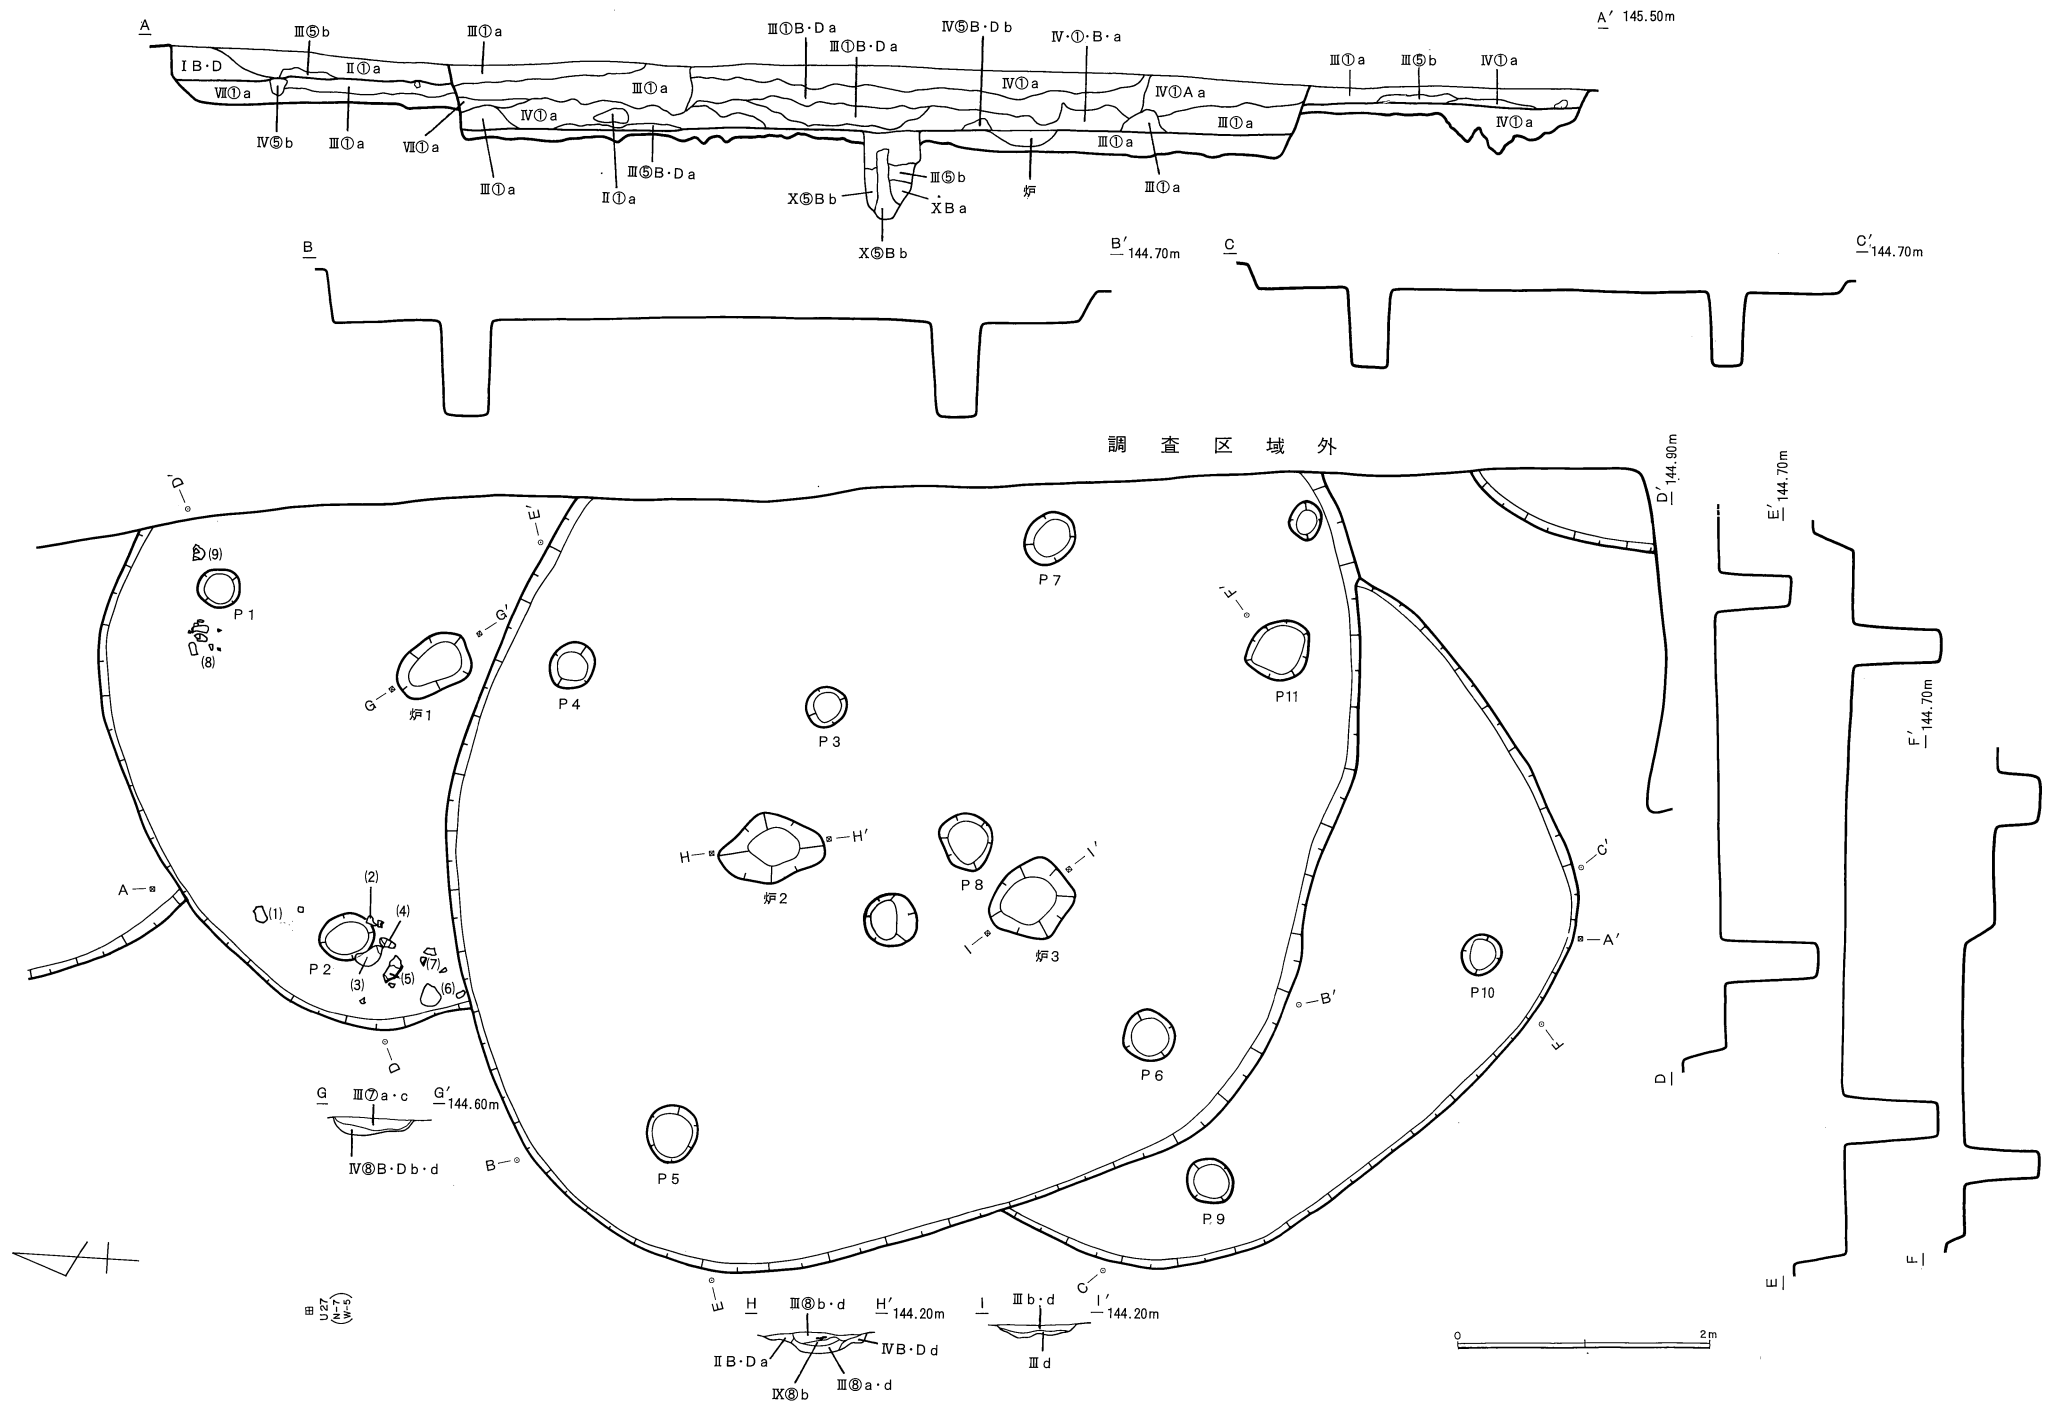 A
A′ 145.50m
Ⅲ⑤b
Ⅲ①a
Ⅲ①B・Da
Ⅲ①B・Da
Ⅳ⑤B・Db
Ⅳ・①・B・a
ⅠB・D
Ⅱ①a
Ⅶ①a
Ⅲ①a
Ⅳ①a
Ⅳ①a
Ⅳ①Aa
Ⅲ①a
Ⅲ①a
Ⅲ⑤b
Ⅳ①a
Ⅳ①a
Ⅳ⑤b
Ⅲ①a
Ⅶ①a
Ⅲ①a
Ⅱ①a
Ⅲ⑤B・Da
X⑤Bb
X⑤Bb
Ⅲ⑤b
XBa
炉
Ⅲ①a
Ⅲ①a
B
B′ 144.70m
C
C′ 144.70m
調査区域外
D′
E′
D′ 144.90m
E′ 144.70m
(9)
P1
(8)
G′
G
炉1
P4
P3
P7
F′
P11
F′ 144.70m
H
H′
炉2
P8
I′
I
炉3
C′
A
A′
(1)
(2)
(4)
P2
(3)
(5)
(7)
(6)
D
B′
P10
F
P6
B
P5
P9
C
E
D
E
F
G
Ⅲ⑦a・c
G′ 144.60m
Ⅳ⑧B・Db・d
田
U27
(N-7)
(W-5)
H
Ⅲ⑧b・d
H′ 144.20m
ⅡB・Da
ⅣB・Dd
Ⅸ⑧b
Ⅲ⑧a・d
I
Ⅲb・d
I′ 144.20m
Ⅲd
0
2m